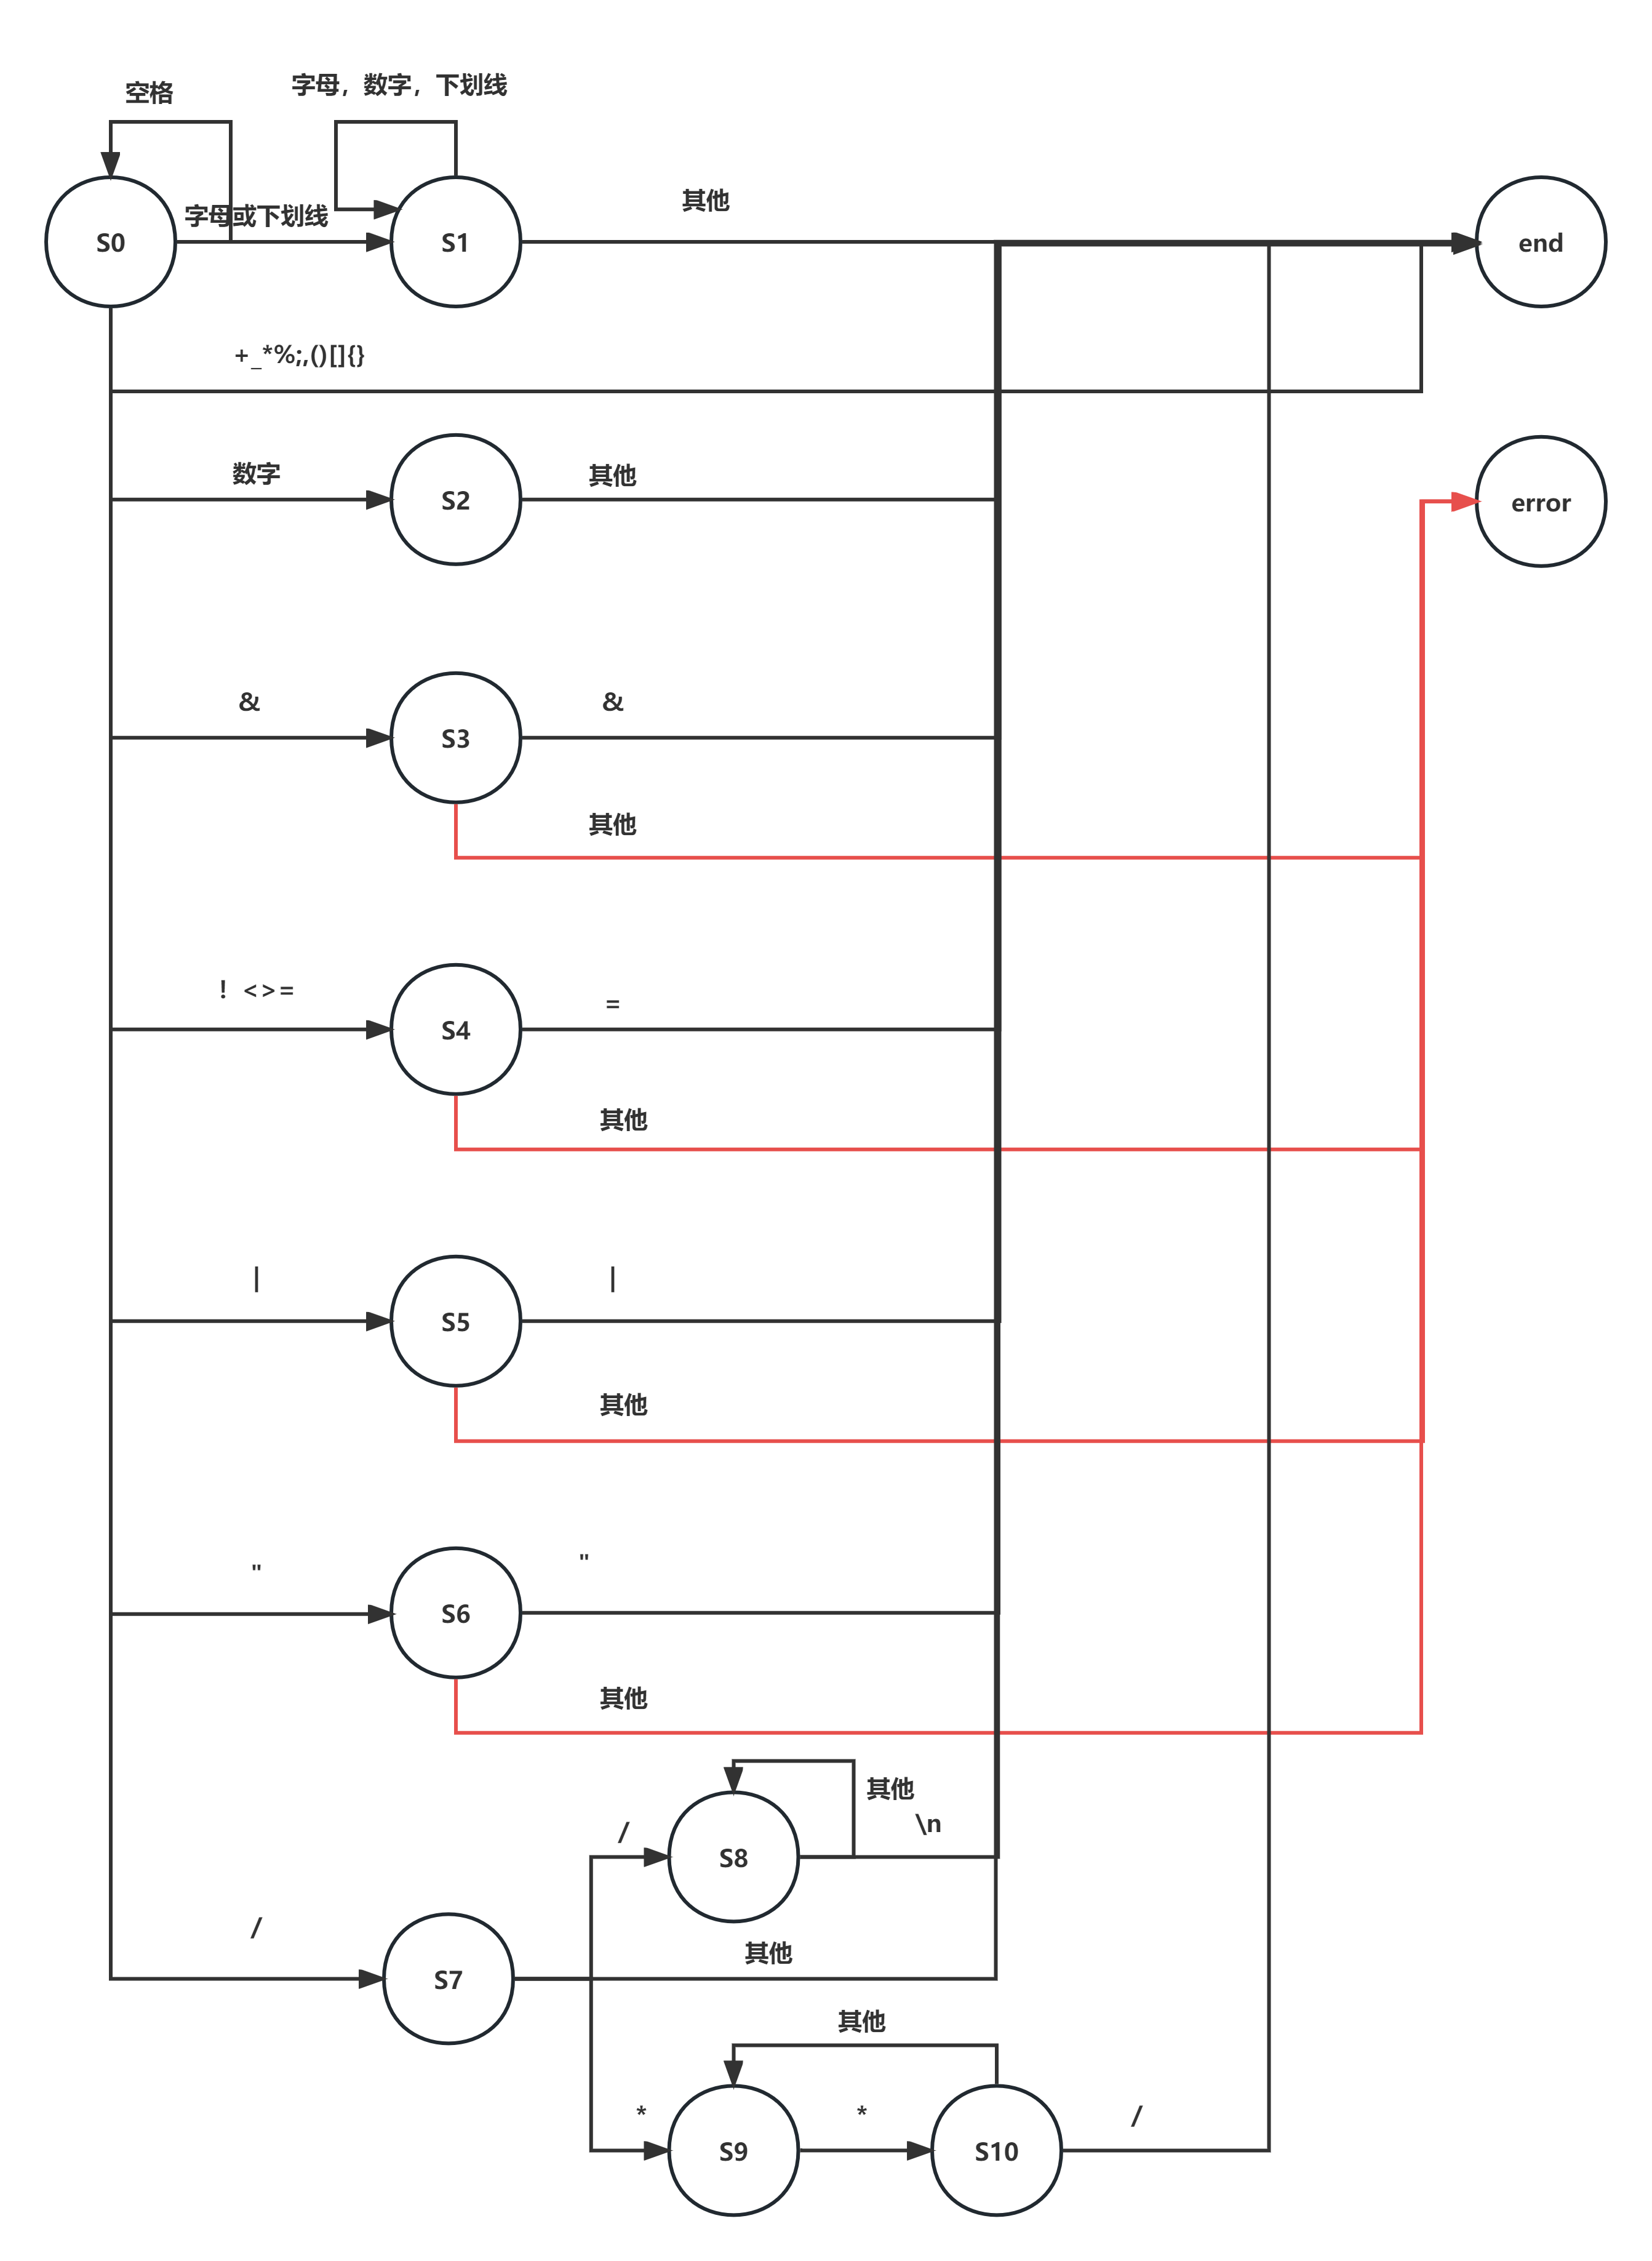 空格
字母，数字，下划线
字母或下划线
其他
S0
S1
end
+_*%;,()[]{}
数字
其他
S2
error
&
&
S3
其他
！<>=
=
S4
其他
|
|
S5
其他
"
"
S6
其他
其他
\n
/
S8
/
其他
S7
其他
*
*
/
S9
S10